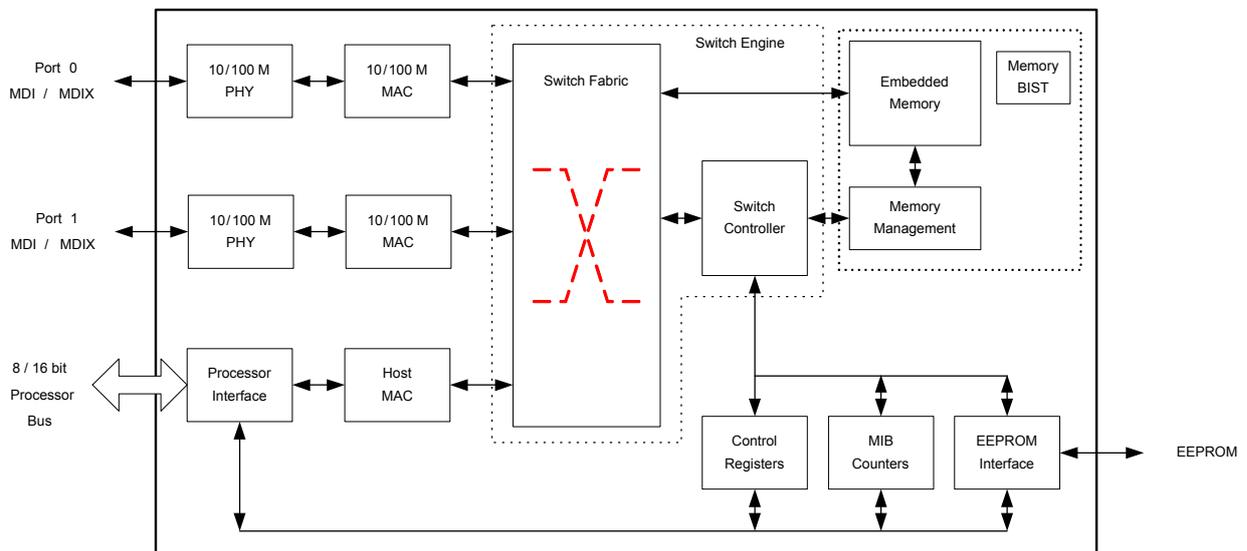 Switch Engine
Port 0
MDI / MDIX
10/100 M
PHY
10/100 M
MAC
Switch Fabric
Embedded
Memory
Memory
BIST
Port 1
MDI / MDIX
10/100 M
PHY
10/100 M
MAC
Switch
Controller
Memory
Management
8 / 16 bit
Processor
Bus
Processor
Interface
Host
MAC
Control
Registers
MIB
Counters
EEPROM
Interface
EEPROM